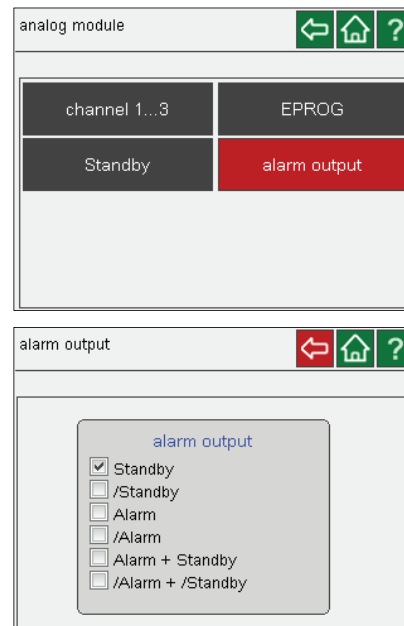 analog module
?
channel 1...3
EPROG
Standby
alarm output
alarm output
?
alarm output
Standby
/Standby
Alarm
/Alarm
Alarm + Standby
/Alarm + /Standby